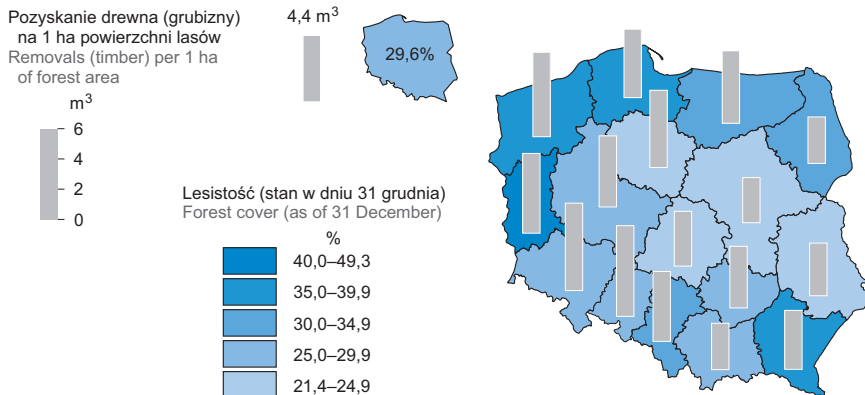 Pozyskanie drewna (grubizny)
na 1 ha powierzchni lasów
Removals (timber) per 1 ha
of forest area
4,4 m³
29,6%
m³
6
4
2
0
Lesistość (stan w dniu 31 grudnia)
Forest cover (as of 31 December)
%
40,0–49,3
35,0–39,9
30,0–34,9
25,0–29,9
21,4–24,9